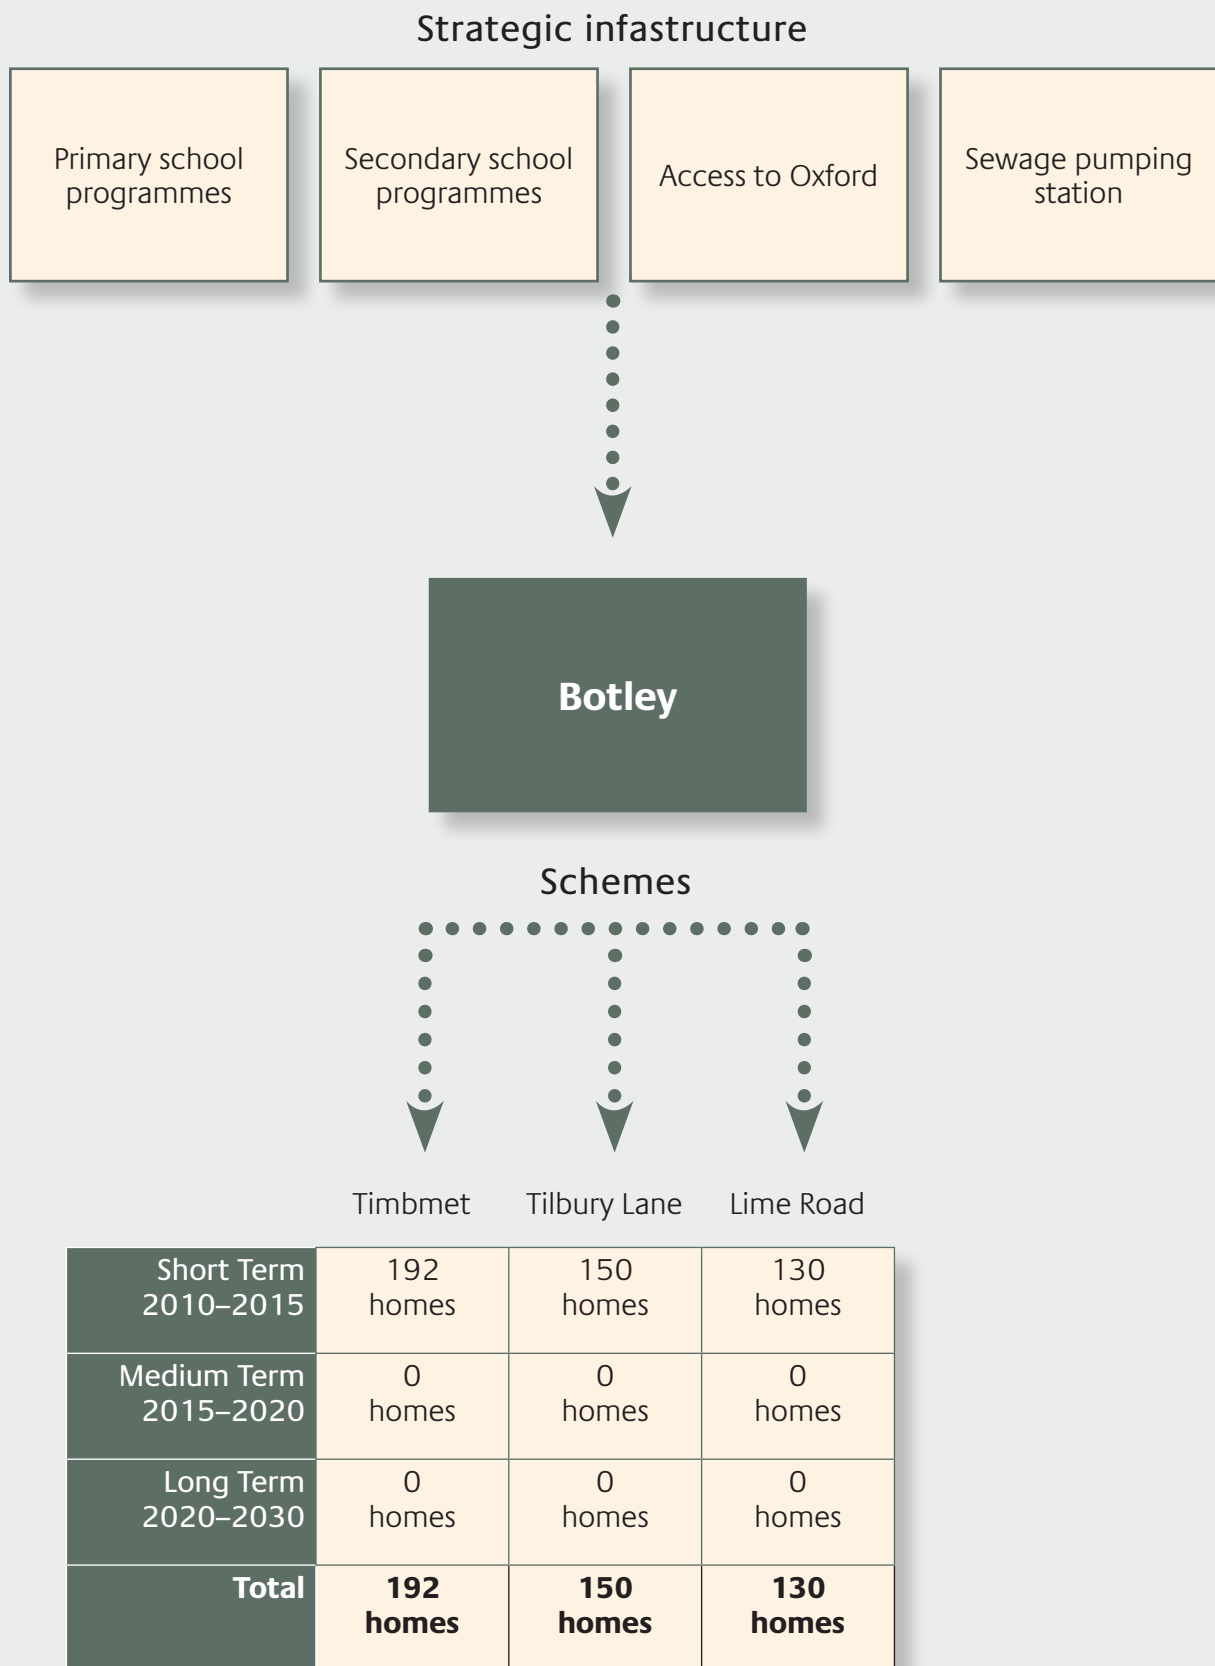 Strategic infastructure
Primary school
programmes
Secondary school
programmes
Access to Oxford
Sewage pumping
station
Botley
Schemes
Timbmet Tilbury Lane Lime Road
Short Term 192 150 130
2010–2015 homes homes homes
Medium Term 0 0 0
2015–2020 homes homes homes
Long Term 0 0 0
2020–2030 homes homes homes
Total 192 150 130
homes homes homes